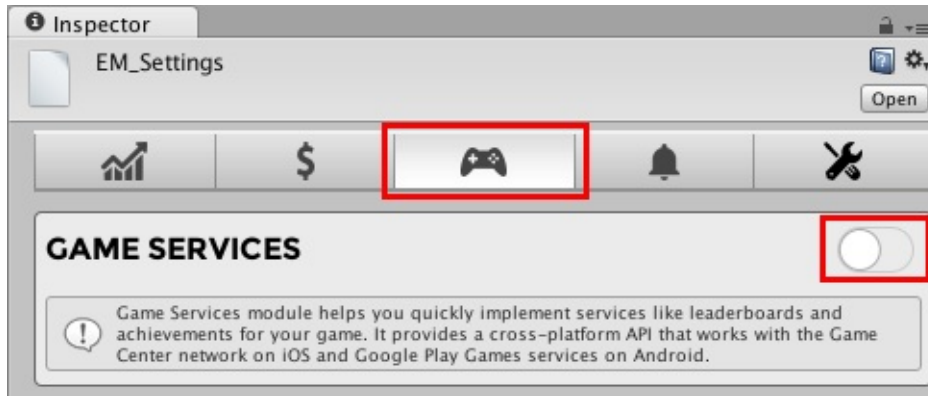 Inspector
EM_Settings
Open
$
GAME SERVICES
Game Services module helps you quickly implement services like leaderboards and
achievements for your game. It provides a cross-platform API that works with the Game
Center network on iOS and Google Play Games services on Android.